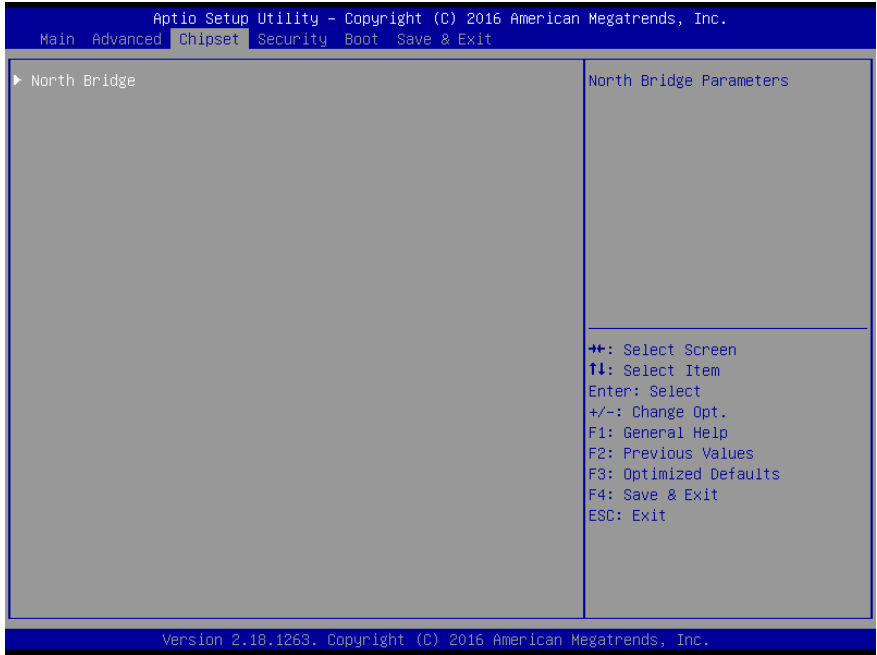 Aptio Setup Utility – Copyright (C) 2016 American Megatrends, Inc.
Main Advanced Chipset Security Boot Save & Exit
▶ North Bridge
North Bridge Parameters
→←: Select Screen
↑↓: Select Item
Enter: Select
+/-: Change Opt.
F1: General Help
F2: Previous Values
F3: Optimized Defaults
F4: Save & Exit
ESC: Exit
Version 2.18.1263. Copyright (C) 2016 American Megatrends, Inc.